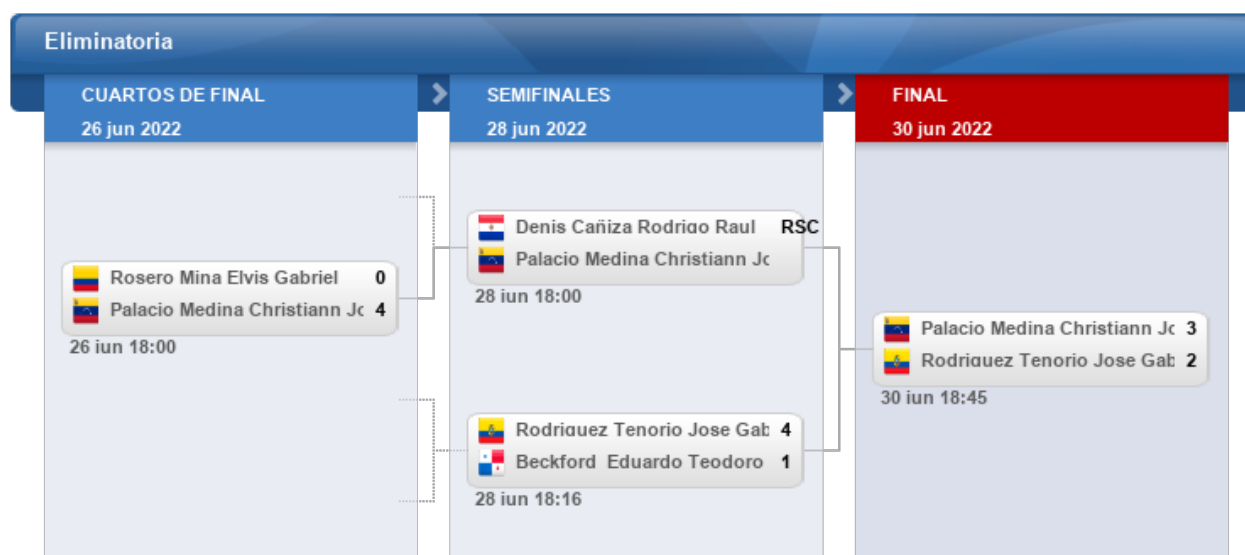 Eliminatoria
CUARTOS DE FINAL
26 jun 2022
Rosero Mina Elvis Gabriel 0
Palacio Medina Christiann Jo 4
26 jun 18:00
SEMIFINALES
28 jun 2022
Denis Cañiza Rodrigo Raul RSC
Palacio Medina Christiann Jo
28 jun 18:00
Rodriguez Tenorio Jose Gab 4
Beckford Eduardo Teodoro 1
28 jun 18:16
FINAL
30 jun 2022
Palacio Medina Christiann Jo 3
Rodriguez Tenorio Jose Gab 2
30 jun 18:45